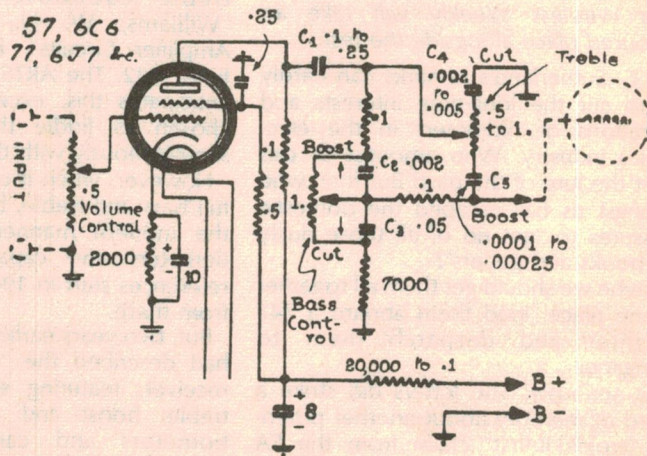 57, 6C6
77, 6J7 &c.
.25
C1 .1 to
.25
C4
.002
to
.005
Cut
Treble
.5
to 1.
.1
Boost
C2 .002
INPUT
.5
Volume
Control
2000
10
.1
.5
1.
.1
C5
C3 .05
Boost
.0001 to
.00025
Cut
Bass
Con-
trol
7000
20,000 to .1
B+
8
B-